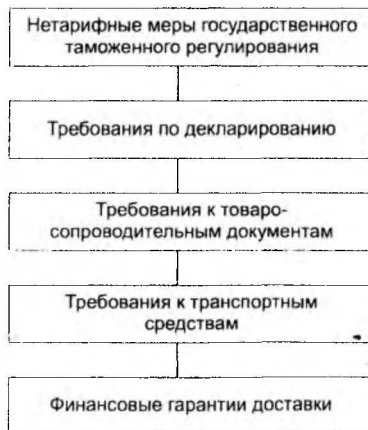 Нетарифные меры государственного
таможенного регулирования
Требования по декларированию
Требования к товаро-
сопроводительным документам
Требования к транспортным
средствам
Финансовые гарантии доставки